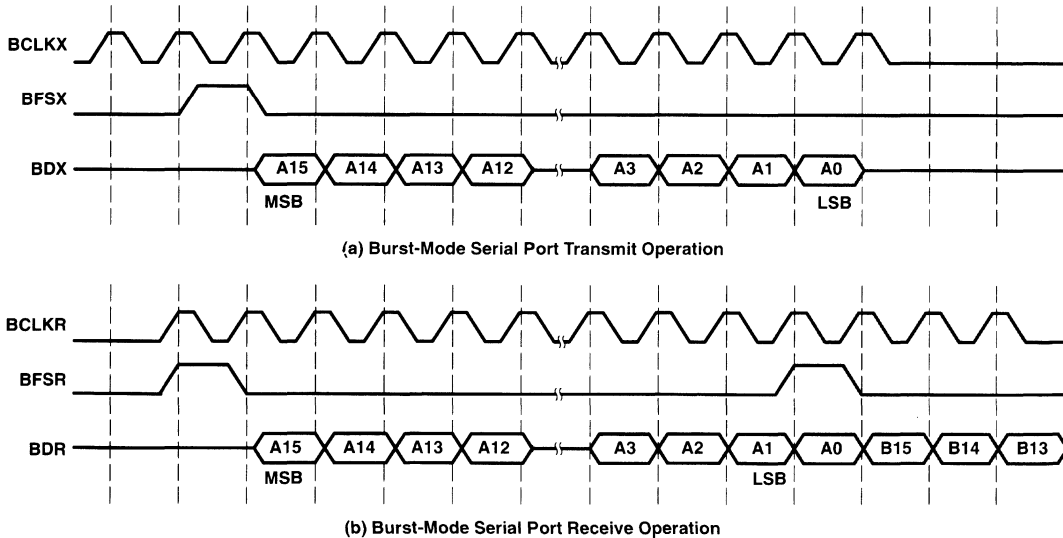 BCLKX
BFSX
BDX A15 A14 A13 A12 A3 A2 A1 A0
MSB LSB
(a) Burst-Mode Serial Port Transmit Operation
BCLKR
BFSR
BDR A15 A14 A13 A12 A3 A2 A1 A0 B15 B14 B13
MSB LSB
(b) Burst-Mode Serial Port Receive Operation